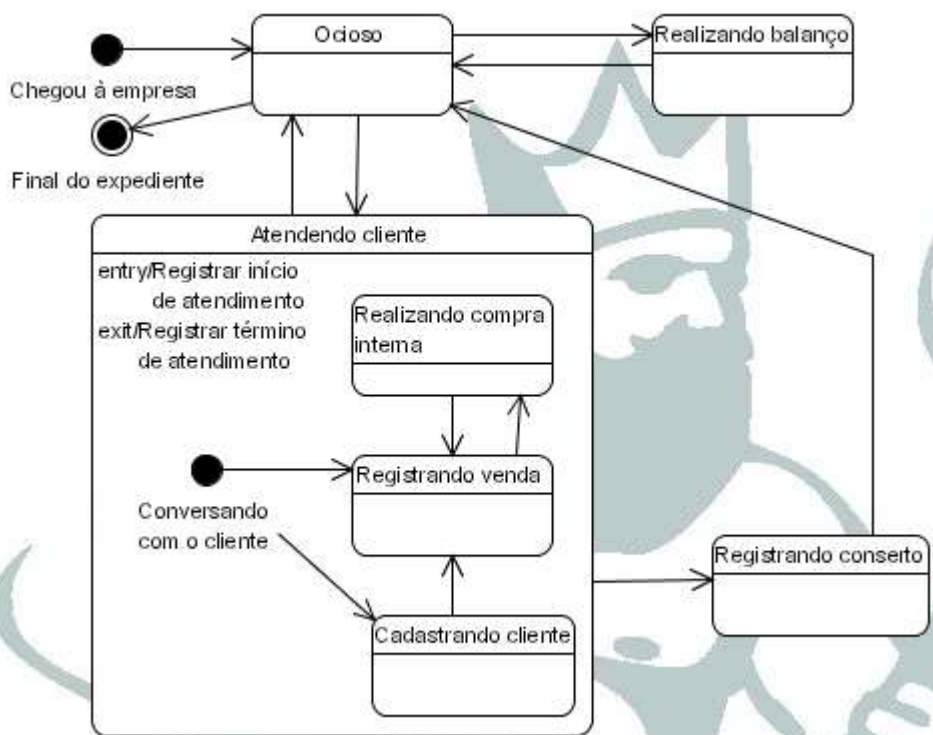 Ocioso
Realizando balanço
Chegou à empresa
Final do expediente
Atendendo cliente
entry/Registrar início
de atendimento
exit/Registrar término
de atendimento
Realizando compra
interna
Registrando venda
Conversando
com o cliente
Registrando conserto
Cadastrando cliente